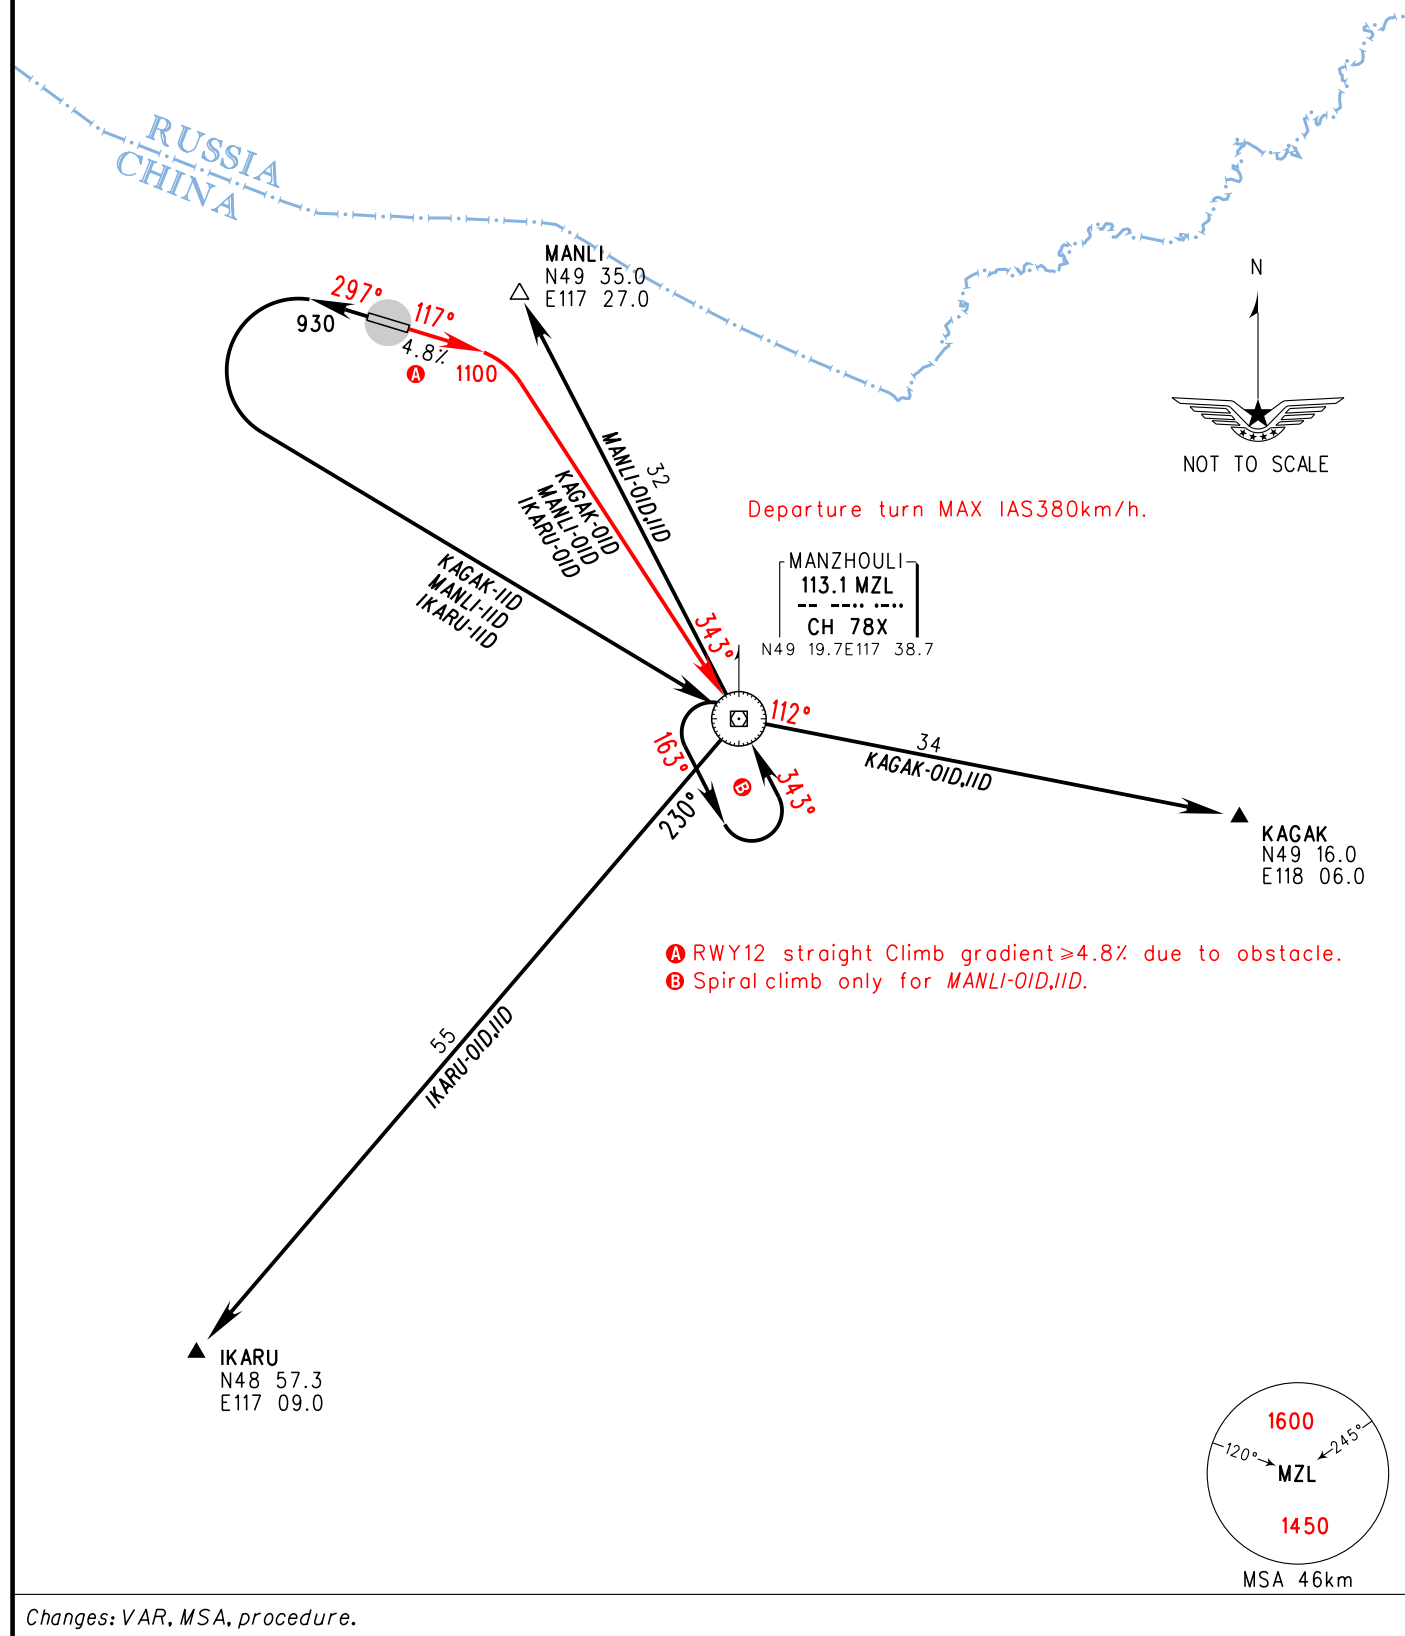 RUSSIA
CHINA
MANLI
N49 35.0
E117 27.0
297°
930
117°
4.8%
A
1100
N
NOT TO SCALE
32
MANLI-01D,11D
KAGAK-01D
MANLI-01D
IKARU-01D
Departure turn MAX IAS380km/h.
MANZHOULI
113.1 MZL
CH 78X
N49 19.7E117 38.7
KAGAK-11D
MANLI-11D
IKARU-11D
343°
112°
34
KAGAK-01D,11D
163°
B
343°
230°
KAGAK
N49 16.0
E118 06.0
A RWY12 straight Climb gradient≥4.8% due to obstacle.
B Spiral climb only for MANLI-01D,11D.
55
IKARU-01D,11D
IKARU
N48 57.3
E117 09.0
1600
120°
245°
MZL
1450
MSA 46km
Changes: VAR, MSA, procedure.